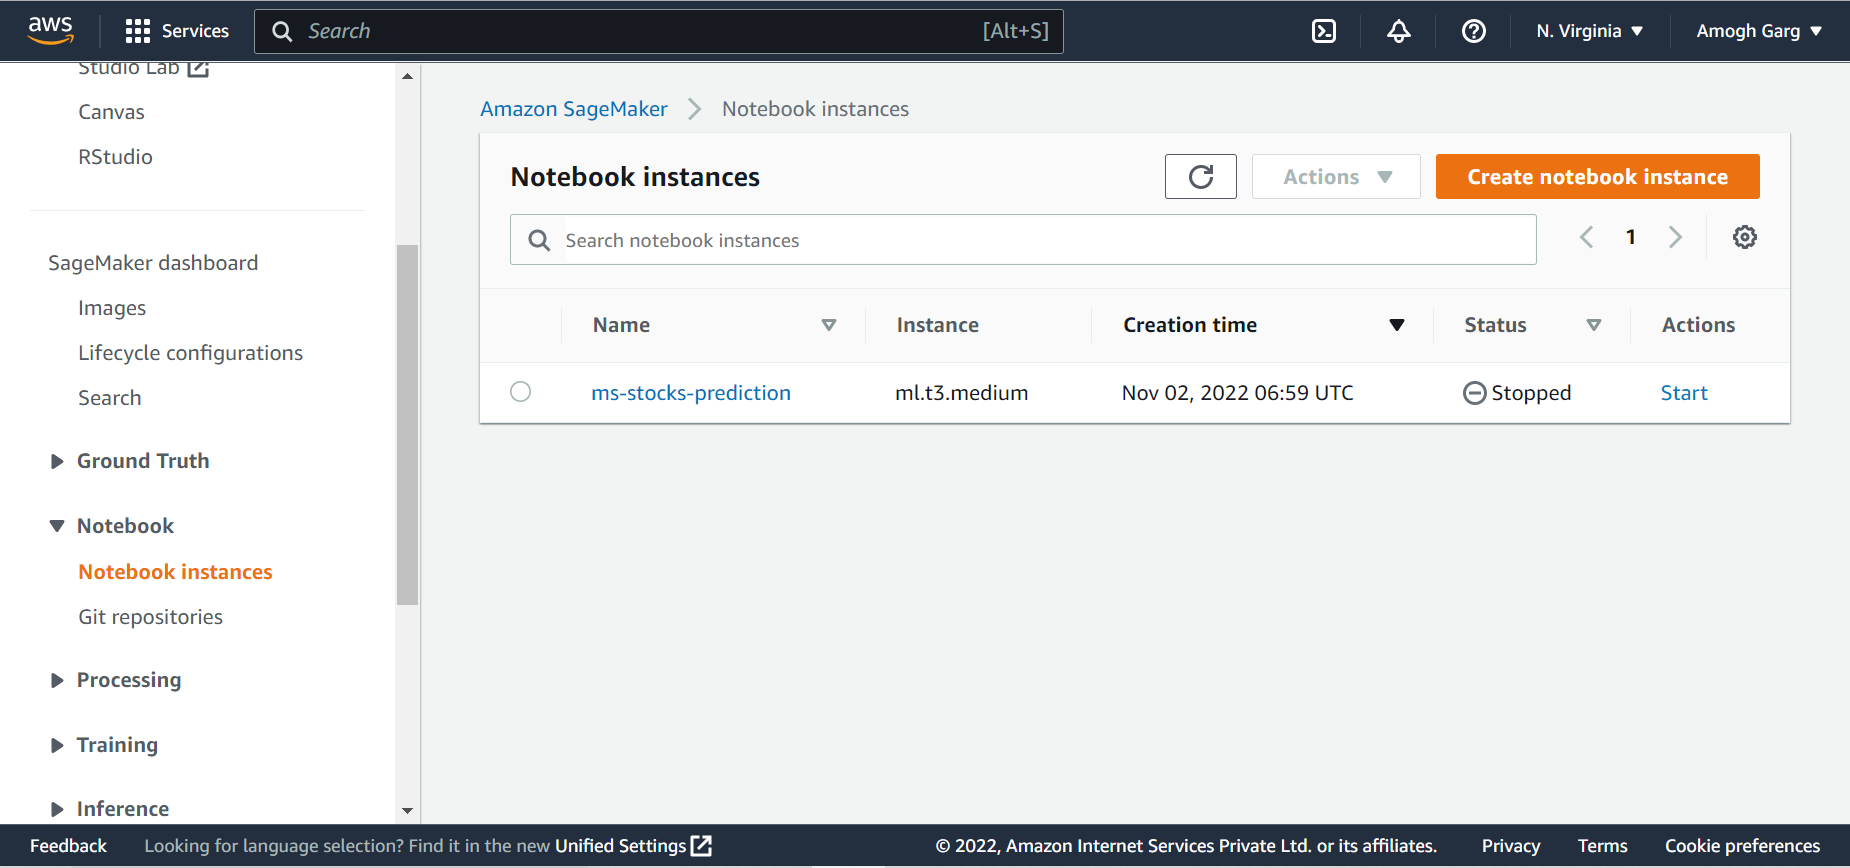 aws Services Search [Alt+S] N. Virginia Amogh Garg
Studio Lab
Canvas
RStudio
SageMaker dashboard
Images
Lifecycle configurations
Search
Ground Truth
Notebook
Notebook instances
Git repositories
Processing
Training
Inference
Amazon SageMaker Notebook instances
Notebook instances Actions Create notebook instance
Search notebook instances 1
Name Instance Creation time Status Actions
ms-stocks-prediction ml.t3.medium Nov 02, 2022 06:59 UTC Stopped Start
Feedback Looking for language selection? Find it in the new Unified Settings © 2022, Amazon Internet Services Private Ltd. or its affiliates. Privacy Terms Cookie preferences